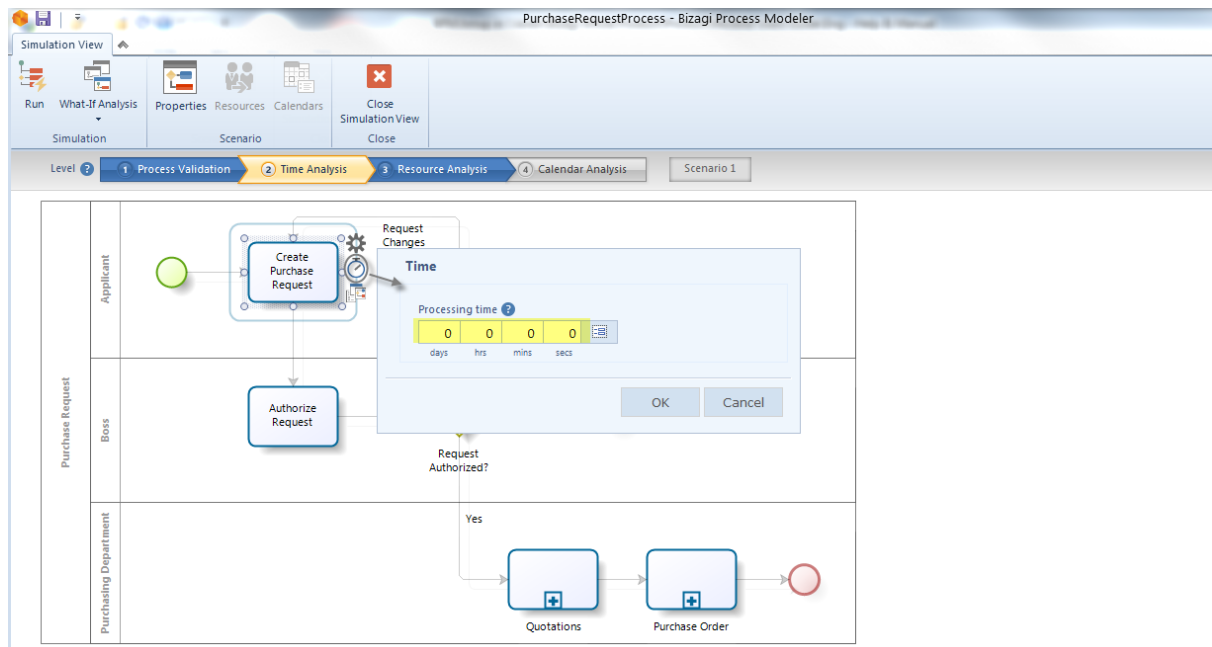 PurchaseRequestProcess - Bizagi Process Modeler
Simulation View
Run
What-If Analysis
Properties
Resources
Calendars
Close
Simulation View
Simulation
Scenario
Close
Level ?
1 Process Validation
2 Time Analysis
3 Resource Analysis
4 Calendar Analysis
Scenario 1
Purchase Request
Applicant
Create
Purchase
Request
Request
Changes
Time
Processing time ?
0 0 0 0
days hrs mins secs
OK
Cancel
Boss
Authorize
Request
Request
Authorized?
Purchasing Department
Yes
Quotations
Purchase Order